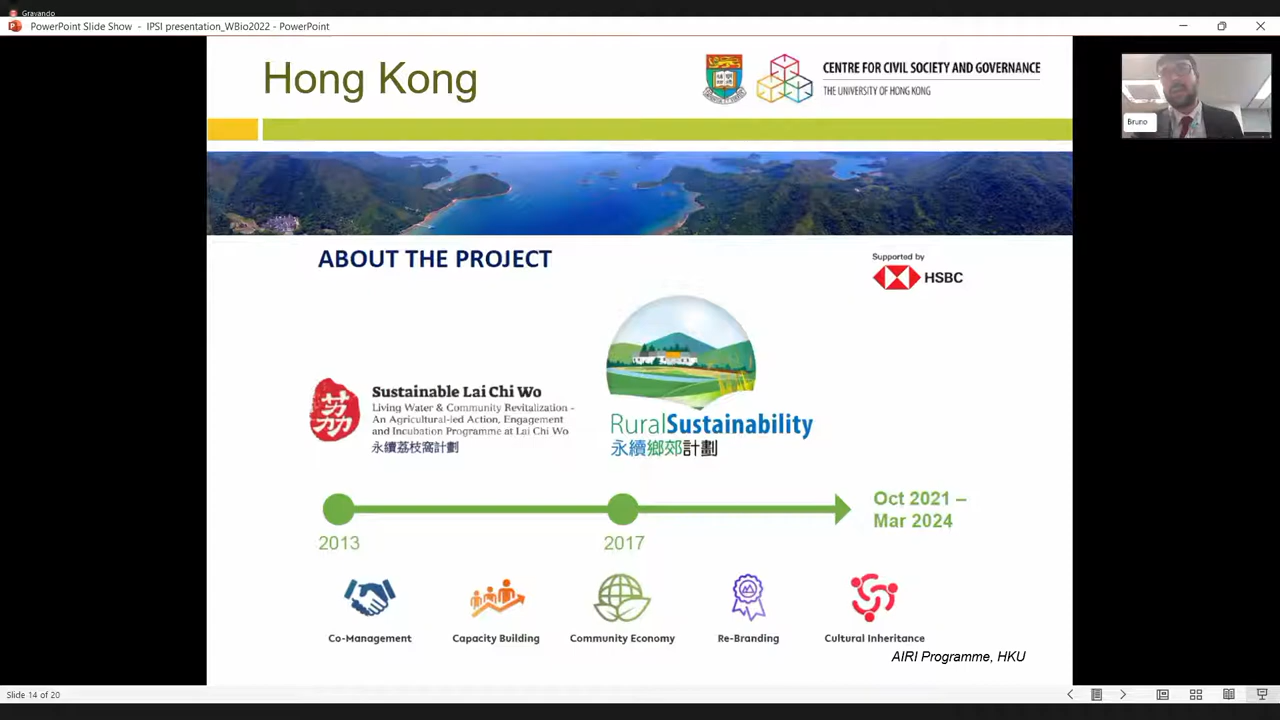 Gravando
PowerPoint Slide Show - IPSI presentation_WBio2022 - PowerPoint
Hong Kong
CENTRE FOR CIVIL SOCIETY AND GOVERNANCE
THE UNIVERSITY OF HONG KONG
Bruno
ABOUT THE PROJECT
Supported by
HSBC
Sustainable Lai Chi Wo
Living Water & Community Revitalization -
An Agricultural-led Action, Engagement
and Incubation Programme at Lai Chi Wo
永續荔枝窩計劃
RuralSustainability
永續鄉郊計劃
Oct 2021 –
Mar 2024
2013
2017
Co-Management
Capacity Building
Community Economy
Re-Branding
Cultural Inheritance
AIRI Programme, HKU
Slide 14 of 20